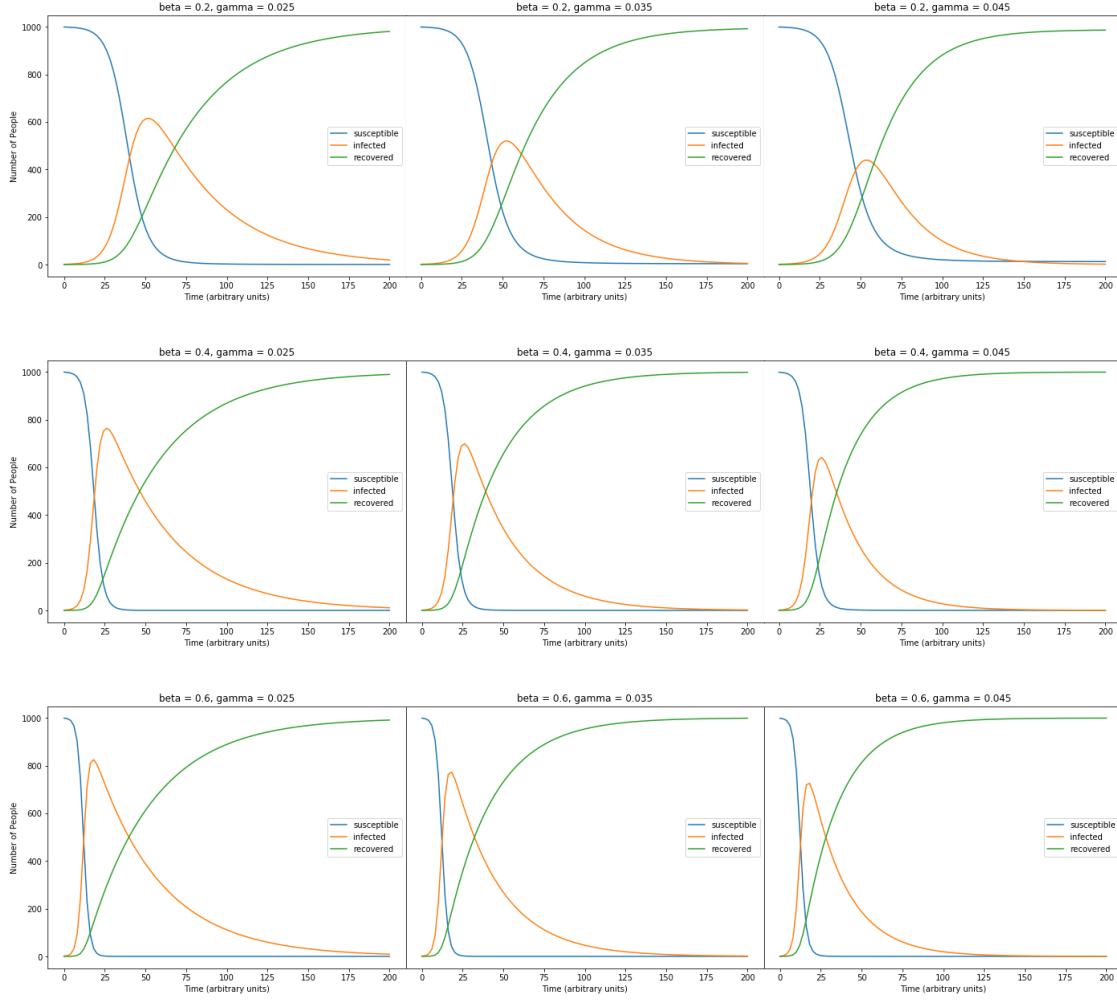 beta = 0.2, gamma = 0.025
beta = 0.2, gamma = 0.035
beta = 0.2, gamma = 0.045
Number of People
1000
800
600
400
200
0
susceptible
infected
recovered
susceptible
infected
recovered
susceptible
infected
recovered
0 25 50 75 100 125 150 175 200
0 25 50 75 100 125 150 175 200
0 25 50 75 100 125 150 175 200
Time (arbitrary units)
Time (arbitrary units)
Time (arbitrary units)
beta = 0.4, gamma = 0.025
beta = 0.4, gamma = 0.035
beta = 0.4, gamma = 0.045
Number of People
1000
800
600
400
200
0
susceptible
infected
recovered
susceptible
infected
recovered
susceptible
infected
recovered
0 25 50 75 100 125 150 175 200
0 25 50 75 100 125 150 175 200
0 25 50 75 100 125 150 175 200
Time (arbitrary units)
Time (arbitrary units)
Time (arbitrary units)
beta = 0.6, gamma = 0.025
beta = 0.6, gamma = 0.035
beta = 0.6, gamma = 0.045
Number of People
1000
800
600
400
200
0
susceptible
infected
recovered
susceptible
infected
recovered
susceptible
infected
recovered
0 25 50 75 100 125 150 175 200
0 25 50 75 100 125 150 175 200
0 25 50 75 100 125 150 175 200
Time (arbitrary units)
Time (arbitrary units)
Time (arbitrary units)